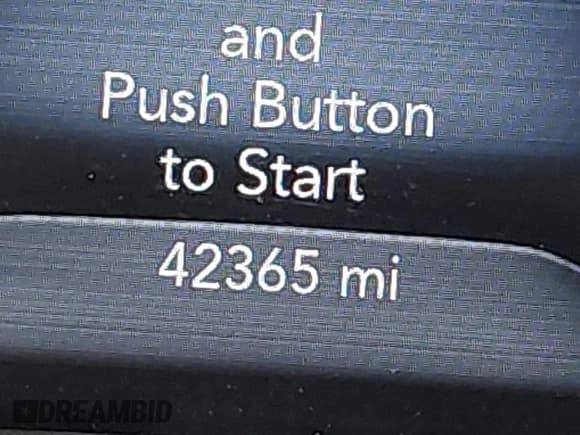 and
Push Button
to Start
42365 mi
DREAMBID